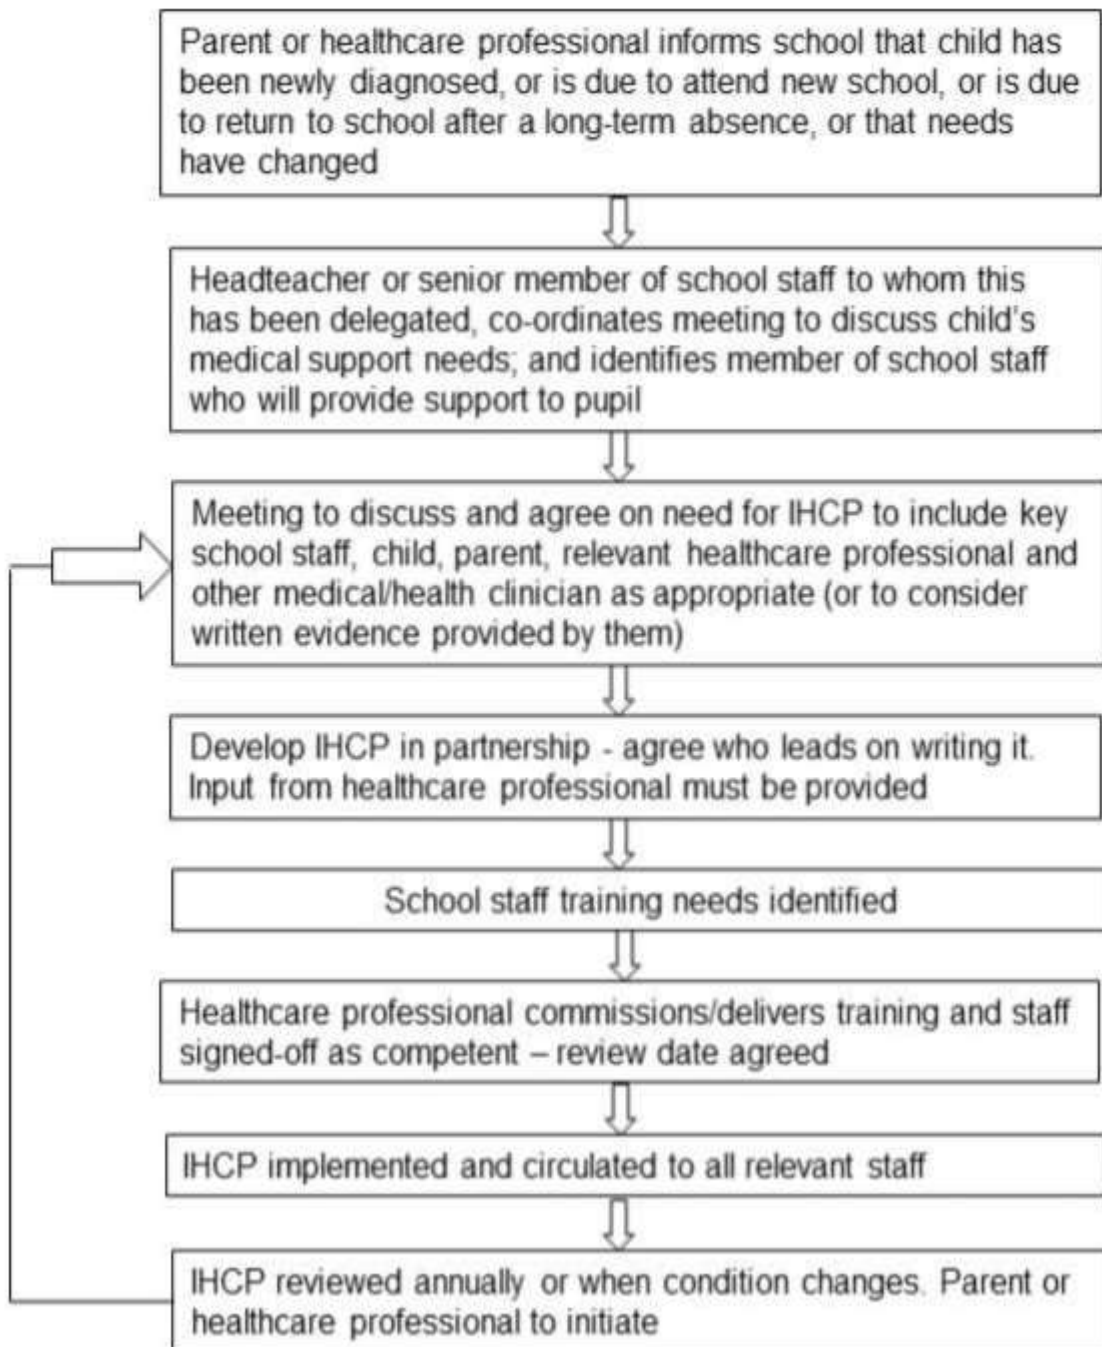 Parent or healthcare professional informs school that child has
been newly diagnosed, or is due to attend new school, or is due
to return to school after a long-term absence, or that needs
have changed
Headteacher or senior member of school staff to whom this
has been delegated, co-ordinates meeting to discuss child's
medical support needs; and identifies member of school staff
who will provide support to pupil
Meeting to discuss and agree on need for IHCP to include key
school staff, child, parent, relevant healthcare professional and
other medical/health clinician as appropriate (or to consider
written evidence provided by them)
Develop IHCP in partnership - agree who leads on writing it.
Input from healthcare professional must be provided
School staff training needs identified
Healthcare professional commissions/delivers training and staff
signed-off as competent – review date agreed
IHCP implemented and circulated to all relevant staff
IHCP reviewed annually or when condition changes. Parent or
healthcare professional to initiate